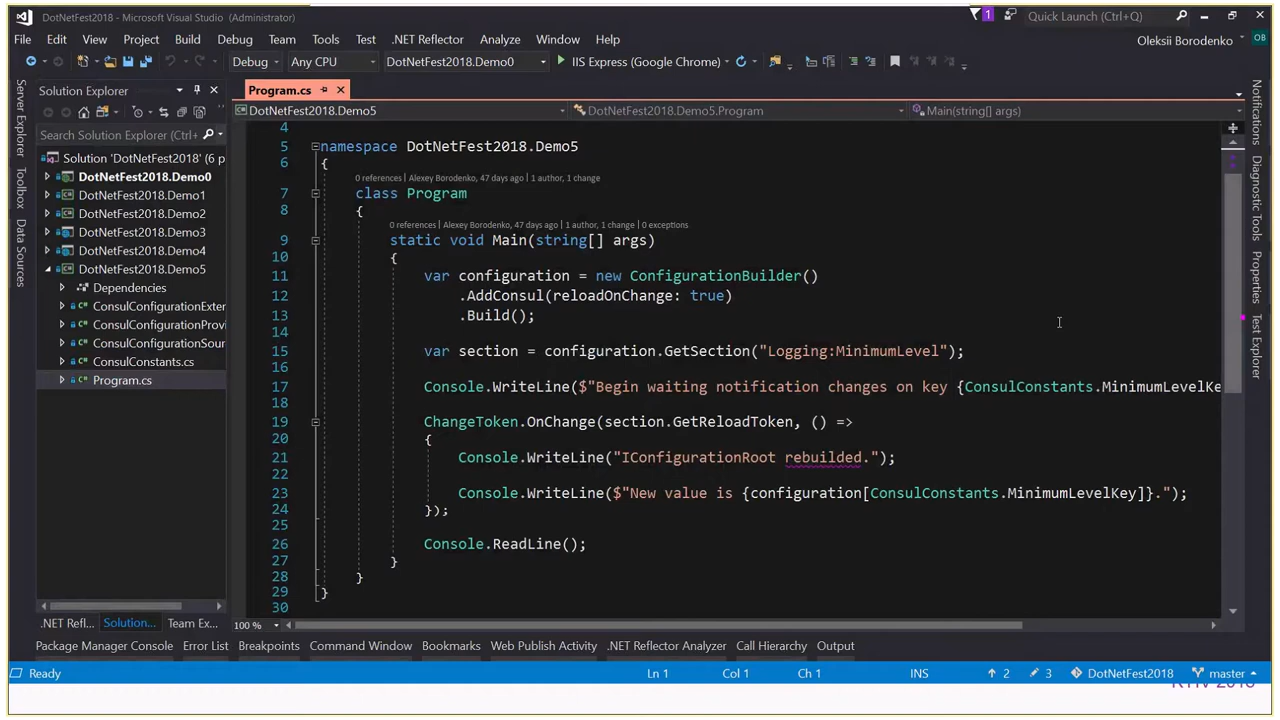 DotNetFest2018 - Microsoft Visual Studio (Administrator)
1
Quick Launch (Ctrl+Q)
File Edit View Project Build Debug Team Tools Test .NET Reflector Analyze Window Help
Oleksii Borodenko
OB
Debug
Any CPU
DotNetFest2018.Demo0
IIS Express (Google Chrome)
Server Explorer
Toolbox
Data Sources
Solution Explorer
Search Solution Explorer (Ctrl+
Solution 'DotNetFest2018' (6 p
DotNetFest2018.Demo0
DotNetFest2018.Demo1
DotNetFest2018.Demo2
DotNetFest2018.Demo3
DotNetFest2018.Demo4
DotNetFest2018.Demo5
Dependencies
C# ConsulConfigurationExter
C# ConsulConfigurationProvi
C# ConsulConfigurationSour
C# ConsulConstants.cs
C# Program.cs
.NET Refl...
Solution...
Team Ex...
Program.cs
DotNetFest2018.Demo5
DotNetFest2018.Demo5.Program
Main(string[] args)
4
5 namespace DotNetFest2018.Demo5
6 {
0 references | Alexey Borodenko, 47 days ago | 1 author, 1 change
7 class Program
8 {
0 references | Alexey Borodenko, 47 days ago | 1 author, 1 change | 0 exceptions
9 static void Main(string[] args)
10 {
11 var configuration = new ConfigurationBuilder()
12 .AddConsul(reloadOnChange: true)
13 .Build();
14
15 var section = configuration.GetSection("Logging:MinimumLevel");
16
17 Console.WriteLine($"Begin waiting notification changes on key {ConsulConstants.MinimumLevelKe
18
19 ChangeToken.OnChange(section.GetReloadToken, () =>
20 {
21 Console.WriteLine("IConfigurationRoot rebuilded.");
22
23 Console.WriteLine($"New value is {configuration[ConsulConstants.MinimumLevelKey]}.");
24 });
25
26 Console.ReadLine();
27 }
28 }
29 }
30
100 %
Notifications
Diagnostic Tools
Properties
Test Explorer
Package Manager Console Error List Breakpoints Command Window Bookmarks Web Publish Activity .NET Reflector Analyzer Call Hierarchy Output
Ready
Ln 1
Col 1
Ch 1
INS
2
3
DotNetFest2018
master